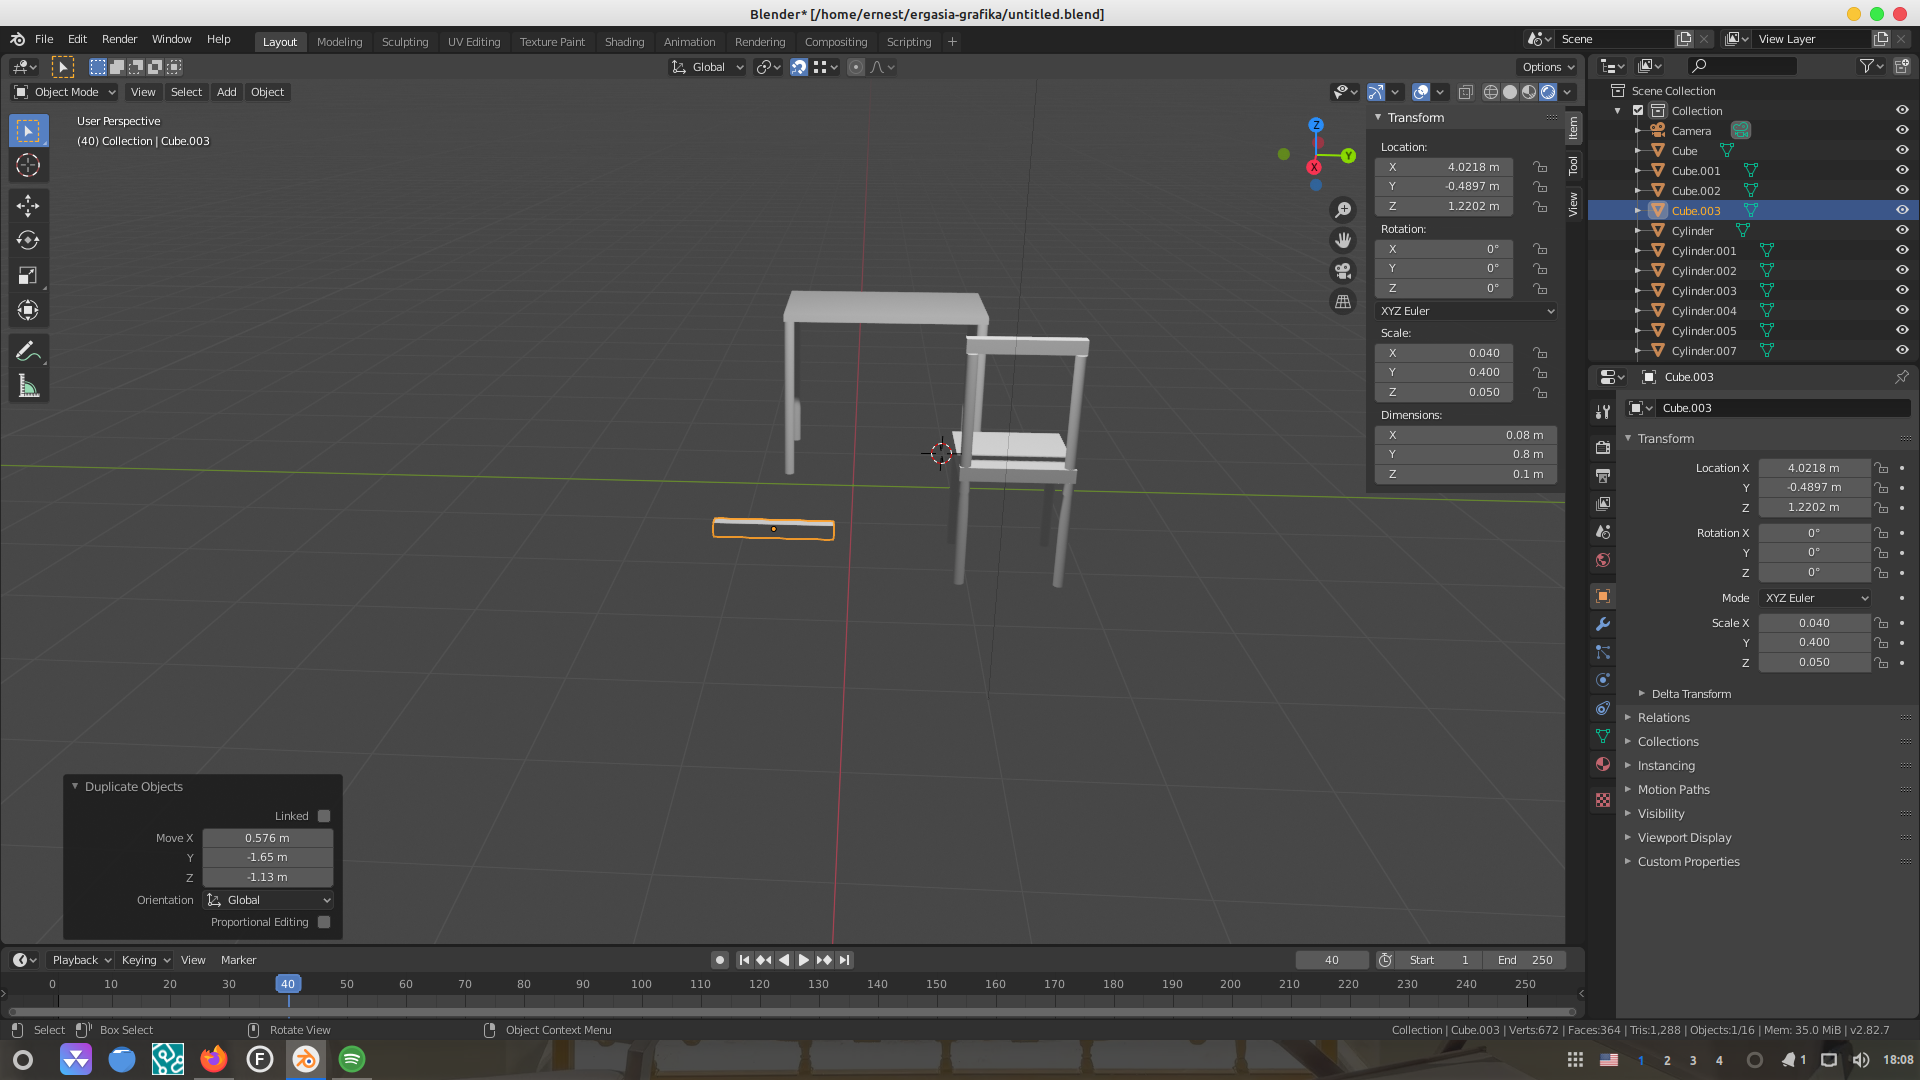 Blender* [/home/ernest/ergasia-grafika/untitled.blend]
File Edit Render Window Help Layout Modeling Sculpting UV Editing Texture Paint Shading Animation Rendering Compositing Scripting + Scene View Layer
Global Options
Object Mode View Select Add Object
User Perspective
(40) Collection | Cube.003
Z
Y
X
Transform
Location:
X 4.0218 m
Y -0.4897 m
Z 1.2202 m
Rotation:
X 0°
Y 0°
Z 0°
XYZ Euler
Scale:
X 0.040
Y 0.400
Z 0.050
Dimensions:
X 0.08 m
Y 0.8 m
Z 0.1 m
Item
Tool
View
Scene Collection
Collection
Camera
Cube
Cube.001
Cube.002
Cube.003
Cylinder
Cylinder.001
Cylinder.002
Cylinder.003
Cylinder.004
Cylinder.005
Cylinder.007
Cube.003
Cube.003
Transform
Location X 4.0218 m
Y -0.4897 m
Z 1.2202 m
Rotation X 0°
Y 0°
Z 0°
Mode XYZ Euler
Scale X 0.040
Y 0.400
Z 0.050
Delta Transform
Relations
Collections
Instancing
Motion Paths
Visibility
Viewport Display
Custom Properties
Duplicate Objects
Linked
Move X 0.576 m
Y -1.65 m
Z -1.13 m
Orientation Global
Proportional Editing
Playback Keying View Marker 40 Start 1 End 250
0 10 20 30 40 50 60 70 80 90 100 110 120 130 140 150 160 170 180 190 200 210 220 230 240 250
Select Box Select Rotate View Object Context Menu Collection | Cube.003 | Verts:672 | Faces:364 | Tris:1,288 | Objects:1/16 | Mem: 35.0 MiB | v2.82.7
F 1 2 3 4 1 18:08